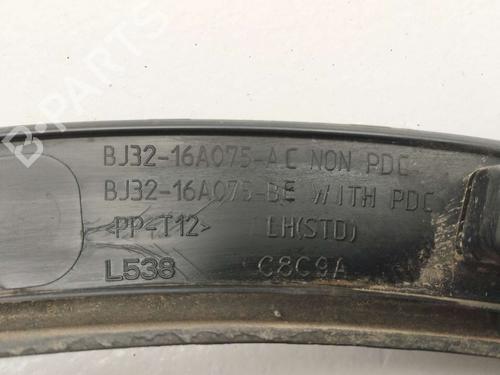 BJ32-16A075-AC NON PDC
BJ32-16A075-BE WITH PDC
<PP-T12> LH(STD)
L538 C8C9A